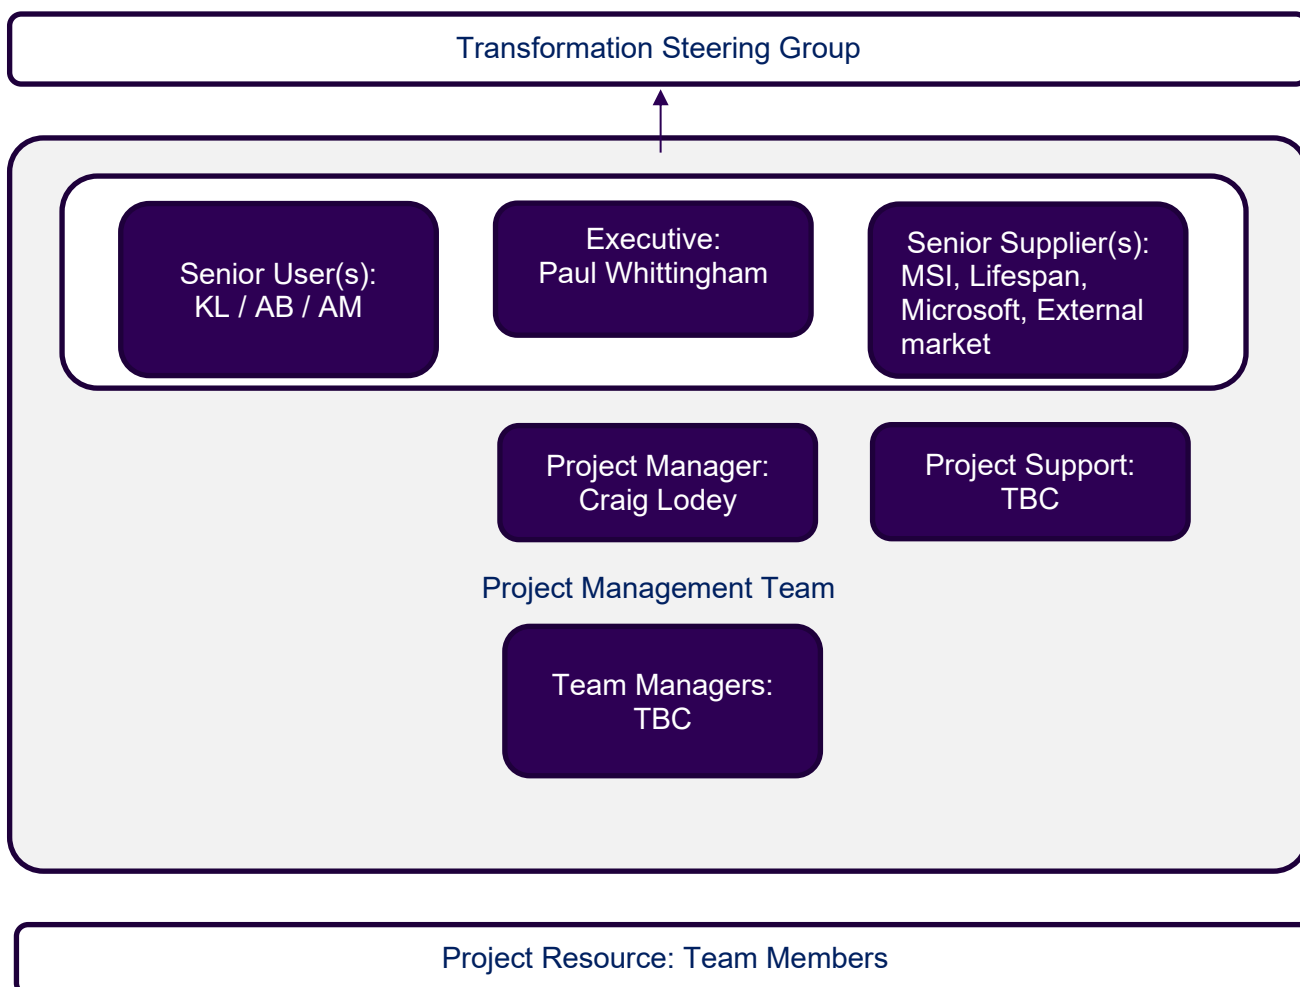 Transformation Steering Group
Senior User(s):
KL / AB / AM
Executive:
Paul Whittingham
Senior Supplier(s):
MSI, Lifespan,
Microsoft, External
market
Project Manager:
Craig Lodey
Project Support:
TBC
Project Management Team
Team Managers:
TBC
Project Resource: Team Members